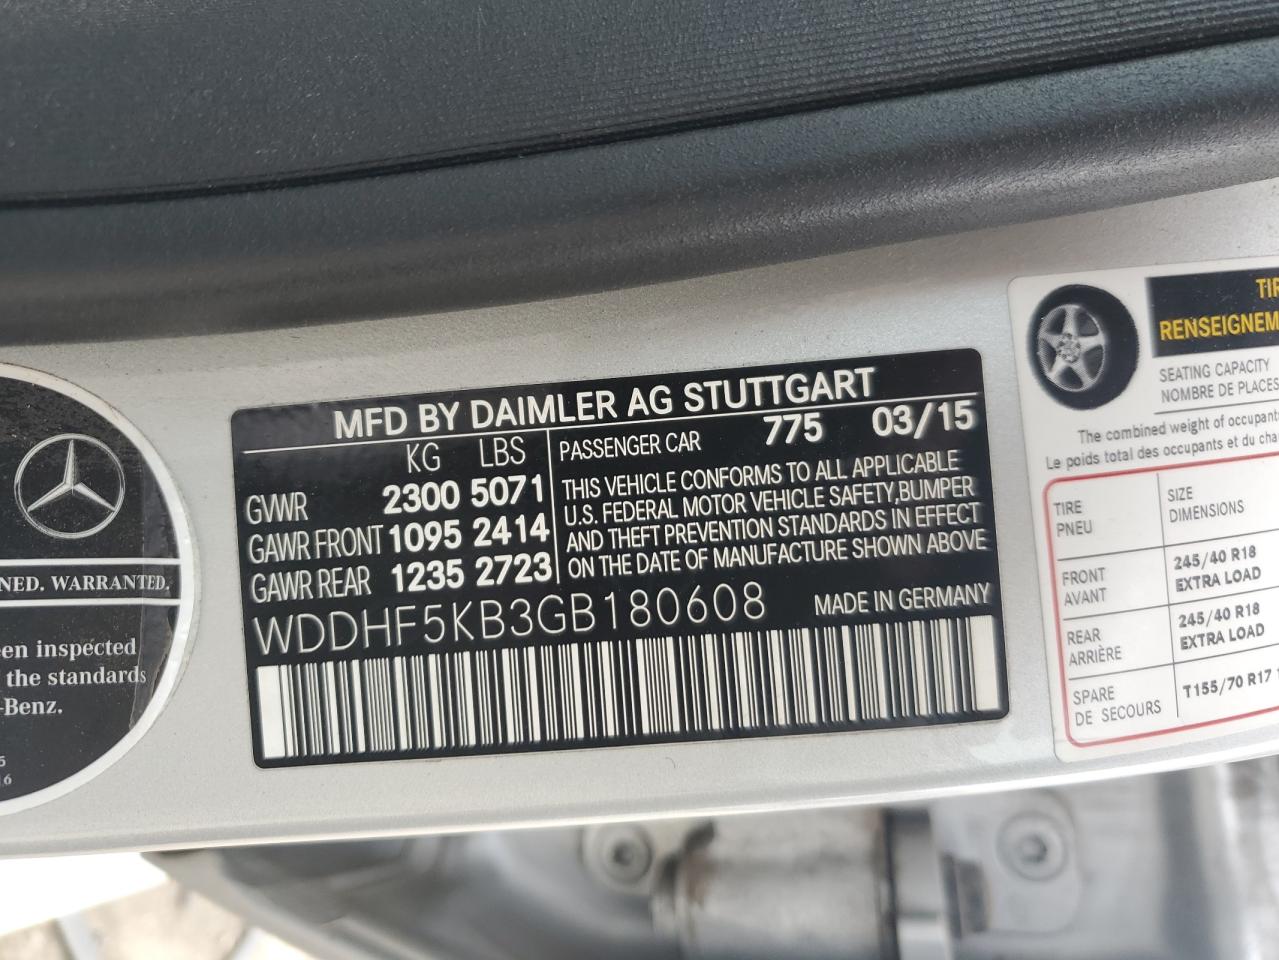 MFD BY DAIMLER AG STUTTGART
KG LBS
GVWR 2300 5071
GAWR FRONT 1095 2414
GAWR REAR 1235 2723
PASSENGER CAR 775 03/15
THIS VEHICLE CONFORMS TO ALL APPLICABLE
U.S. FEDERAL MOTOR VEHICLE SAFETY,BUMPER
AND THEFT PREVENTION STANDARDS IN EFFECT
ON THE DATE OF MANUFACTURE SHOWN ABOVE
WDDHF5KB3GB180608 MADE IN GERMANY
NED. WARRANTED.
en inspected
the standards
-Benz.
5
16
TIR
RENSEIGNEM
SEATING CAPACITY
NOMBRE DE PLACES
The combined weight of occupant
Le poids total des occupants et du cha
TIRE SIZE
PNEU DIMENSIONS
FRONT 245/40 R18
AVANT EXTRA LOAD
REAR 245/40 R18
ARRIÈRE EXTRA LOAD
SPARE T155/70 R17 1
DE SECOURS